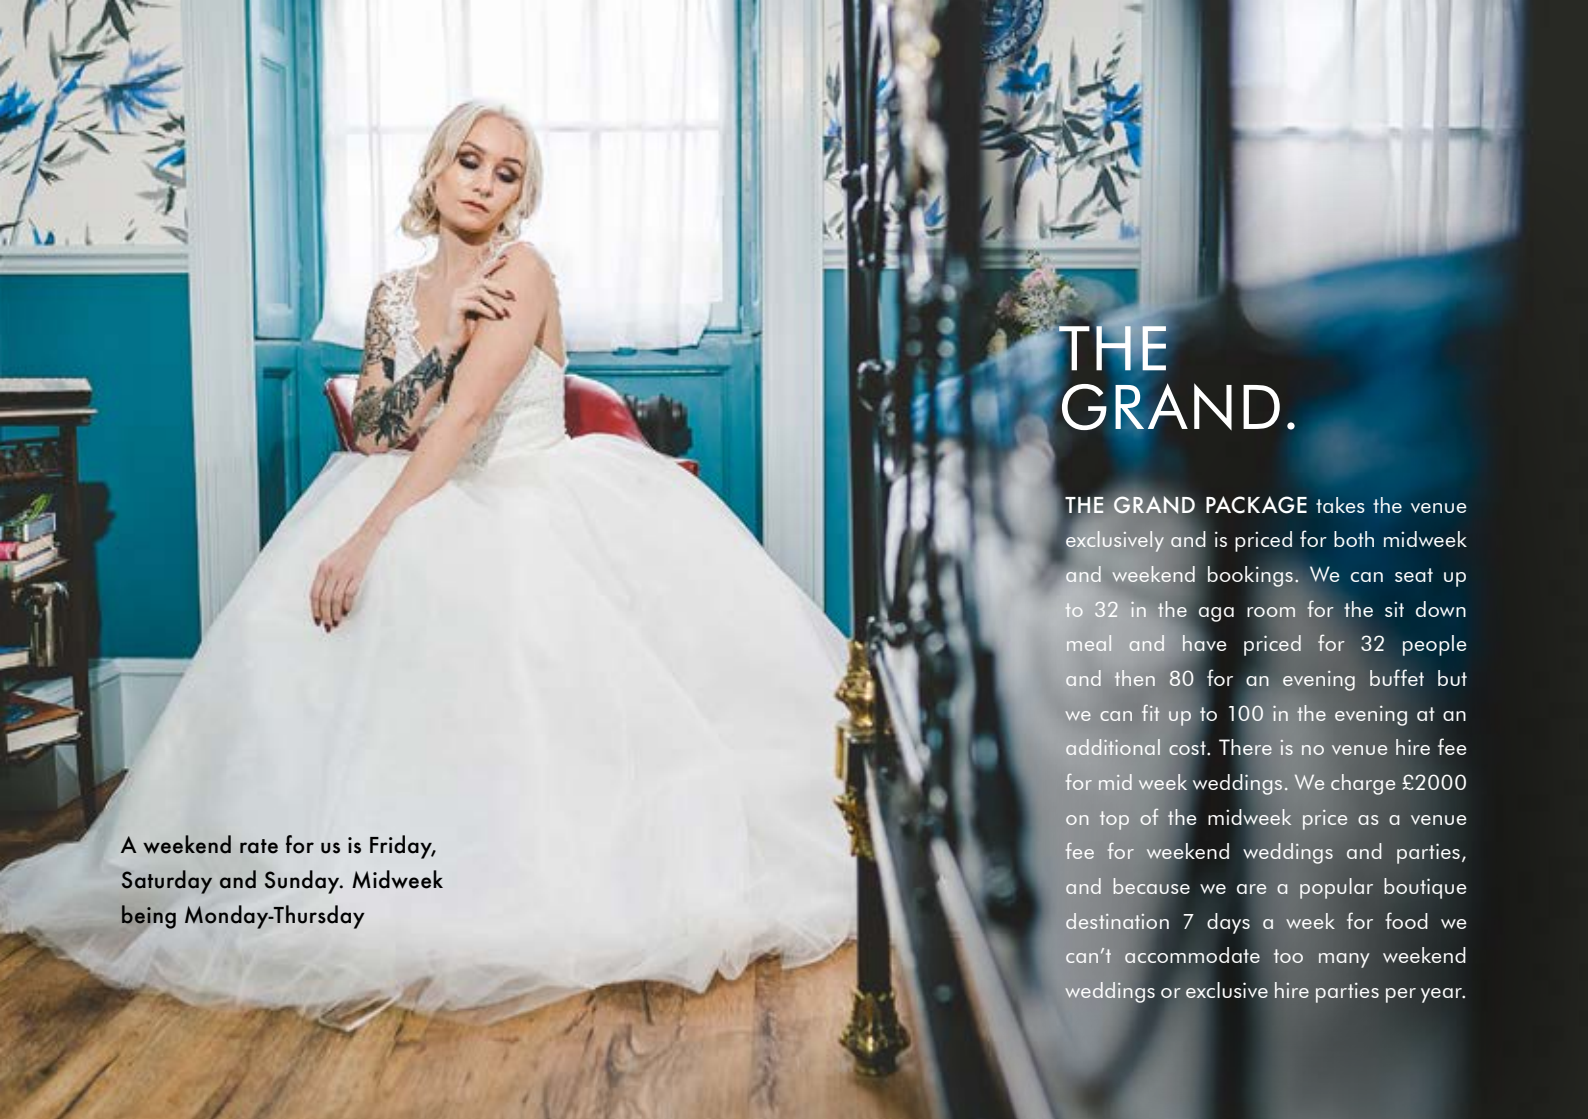 THE
GRAND.
THE GRAND PACKAGE takes the venue
exclusively and is priced for both midweek
and weekend bookings. We can seat up
to 32 in the aga room for the sit down
meal and have priced for 32 people
and then 80 for an evening buffet but
we can fit up to 100 in the evening at an
additional cost. There is no venue hire fee
for mid week weddings. We charge £2000
on top of the midweek price as a venue
fee for weekend weddings and parties,
and because we are a popular boutique
destination 7 days a week for food we
can't accommodate too many weekend
weddings or exclusive hire parties per year.
A weekend rate for us is Friday,
Saturday and Sunday. Midweek
being Monday-Thursday